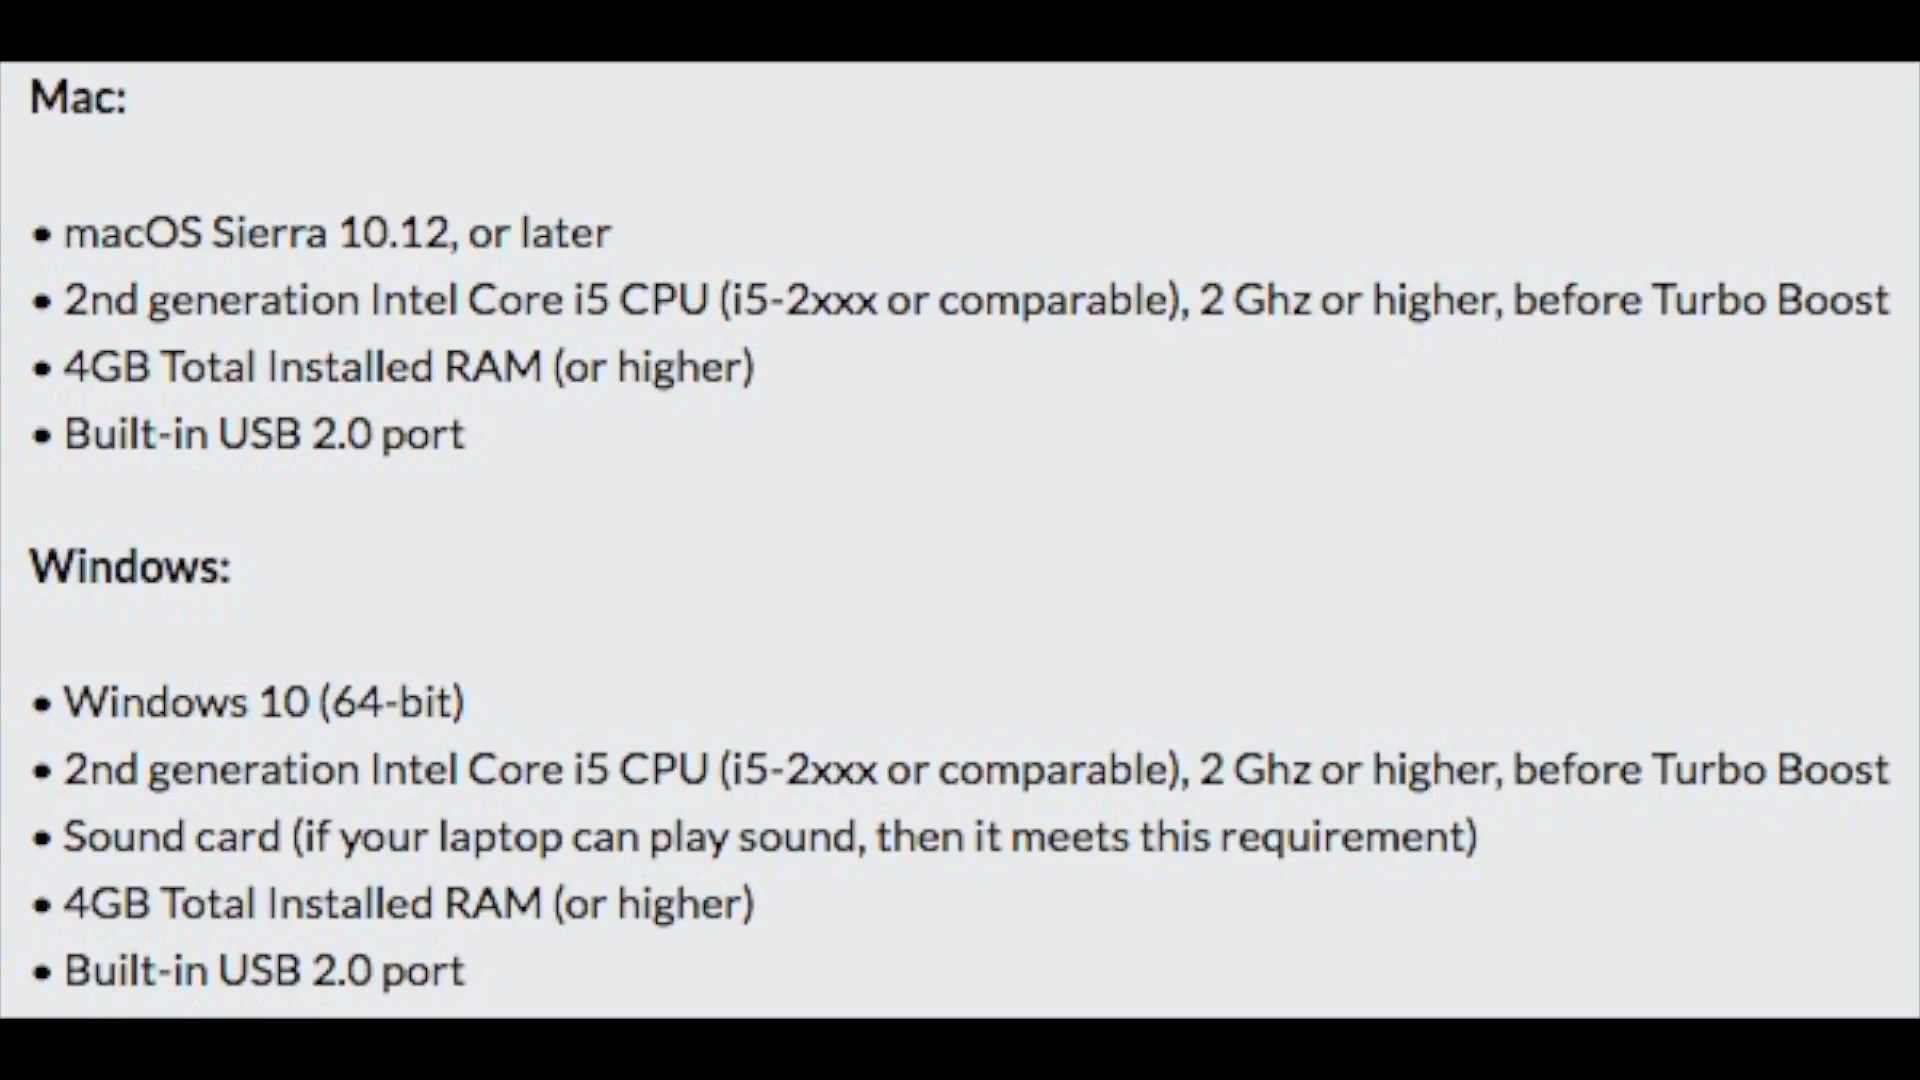 Mac:
• macOS Sierra 10.12, or later
• 2nd generation Intel Core i5 CPU (i5-2xxx or comparable), 2 Ghz or higher, before Turbo Boost
• 4GB Total Installed RAM (or higher)
• Built-in USB 2.0 port
Windows:
• Windows 10 (64-bit)
• 2nd generation Intel Core i5 CPU (i5-2xxx or comparable), 2 Ghz or higher, before Turbo Boost
• Sound card (if your laptop can play sound, then it meets this requirement)
• 4GB Total Installed RAM (or higher)
• Built-in USB 2.0 port